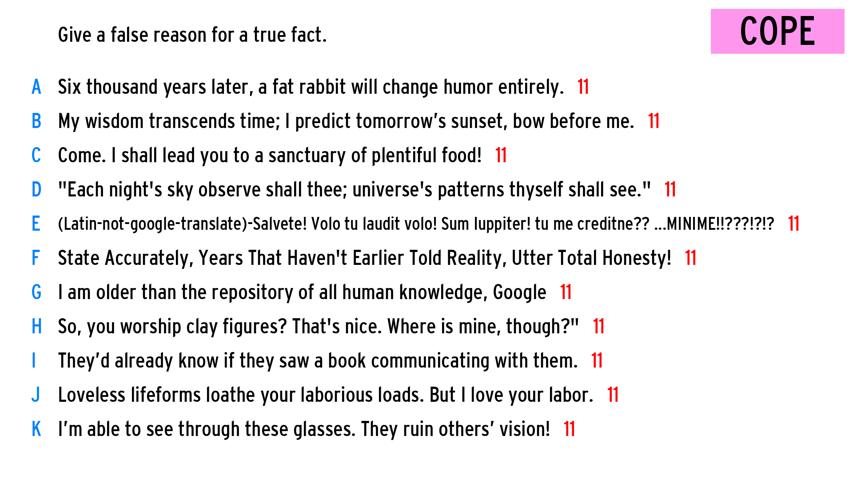 Give a false reason for a true fact.
COPE
A Six thousand years later, a fat rabbit will change humor entirely. 11
B My wisdom transcends time; I predict tomorrow's sunset, bow before me. 11
C Come. I shall lead you to a sanctuary of plentiful food! 11
D "Each night's sky observe shall thee; universe's patterns thyself shall see." 11
E (Latin-not-google-translate)-Salvete! Volo tu laudit volo! Sum Iuppiter! tu me creditne?? ...MINIME!!???!?!? 11
F State Accurately, Years That Haven't Earlier Told Reality, Utter Total Honesty! 11
G I am older than the repository of all human knowledge, Google 11
H So, you worship clay figures? That's nice. Where is mine, though?" 11
I They'd already know if they saw a book communicating with them. 11
J Loveless lifeforms loathe your laborious loads. But I love your labor. 11
K I'm able to see through these glasses. They ruin others' vision! 11